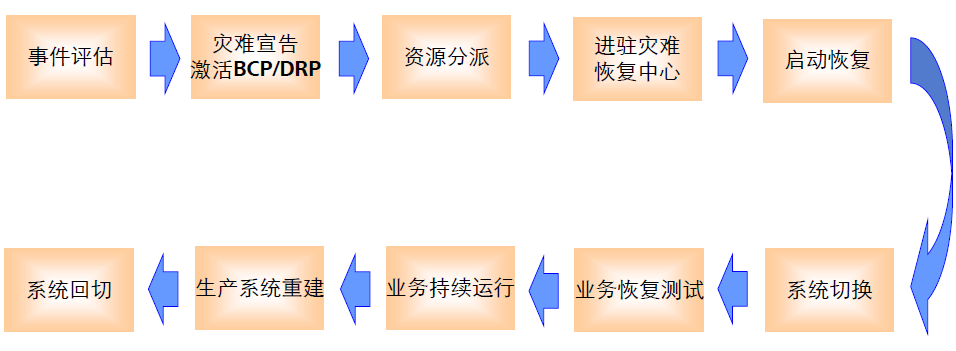 事件评估
灾难宣告
激活BCP/DRP
资源分派
进驻灾难
恢复中心
启动恢复
系统切换
业务恢复测试
业务持续运行
生产系统重建
系统回切